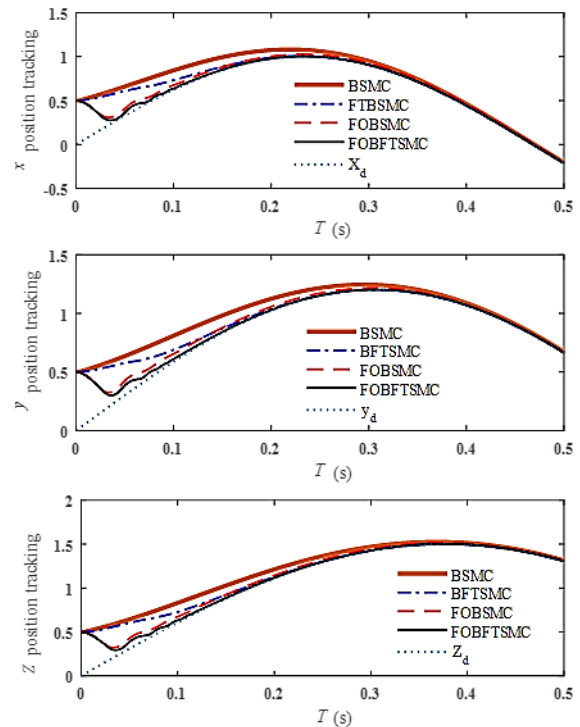 x position tracking
1.5
1
0.5
0
-0.5
BSMC
FTBSMC
FOBSMC
FOBFTSMC
X_d
0 0.1 0.2 0.3 0.4 0.5
T (s)
y position tracking
1.5
1
0.5
0
BSMC
BFTSMC
FOBSMC
FOBFTSMC
y_d
0 0.1 0.2 0.3 0.4 0.5
T (s)
Z position tracking
2
1.5
1
0.5
0
BSMC
BFTSMC
FOBSMC
FOBFTSMC
Z_d
0 0.1 0.2 0.3 0.4 0.5
T (s)